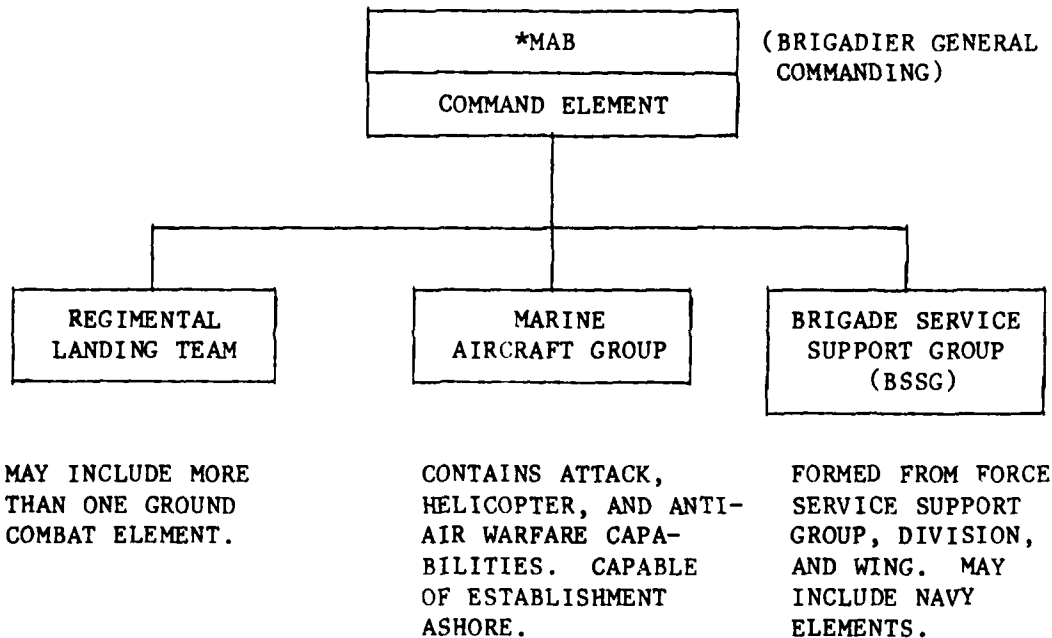 *MAB
(BRIGADIER GENERAL
COMMANDING)
COMMAND ELEMENT
REGIMENTAL
LANDING TEAM
MARINE
AIRCRAFT GROUP
BRIGADE SERVICE
SUPPORT GROUP
(BSSG)
MAY INCLUDE MORE
THAN ONE GROUND
COMBAT ELEMENT.
CONTAINS ATTACK,
HELICOPTER, AND ANTI-
AIR WARFARE CAPA-
BILITIES. CAPABLE
OF ESTABLISHMENT
ASHORE.
FORMED FROM FORCE
SERVICE SUPPORT
GROUP, DIVISION,
AND WING. MAY
INCLUDE NAVY
ELEMENTS.